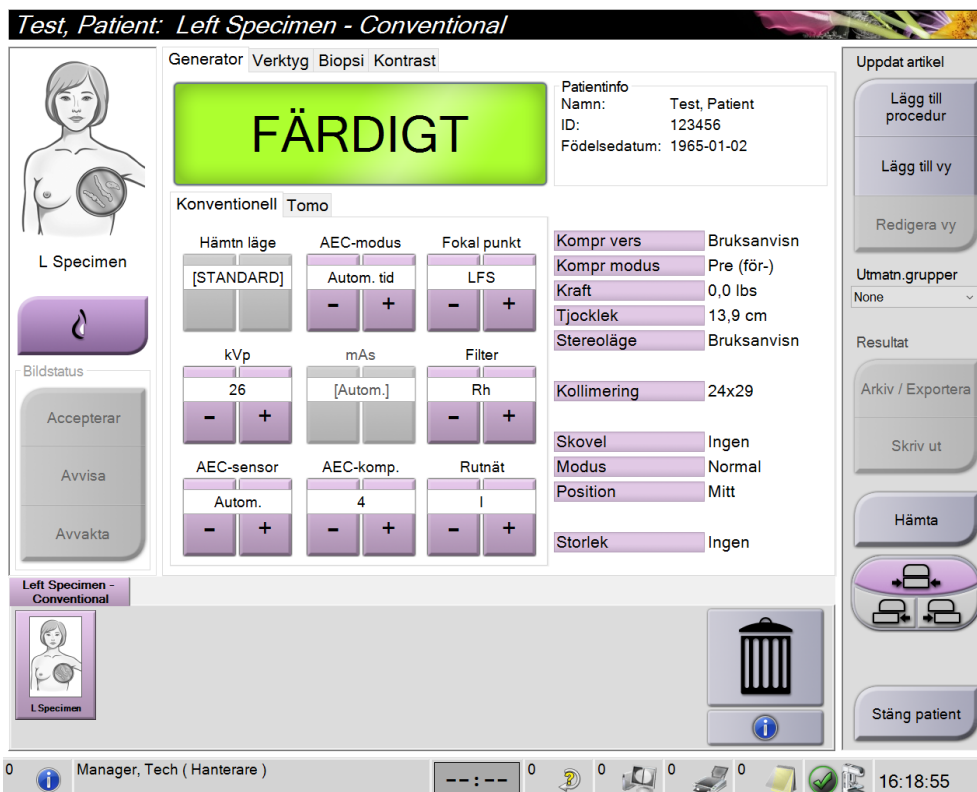 Test, Patient: Left Specimen - Conventional
L Specimen
Bildstatus
Accepterar
Avvisa
Avvakta
Generator Verktyg Biopsi Kontrast
FÄRDIGT
Patientinfo
Namn: Test, Patient
ID: 123456
Födelsedatum: 1965-01-02
Konventionell Tomo
Hämtn läge AEC-modus Fokal punkt
[STANDARD] Autom. tid LFS
- + - +
kVp mAs Filter
26 [Autom.] Rh
- + - +
AEC-sensor AEC-komp. Rutnät
Autom. 4 I
- + - + - +
Kompr vers Bruksanvisn
Kompr modus Pre (för-)
Kraft 0,0 lbs
Tjocklek 13,9 cm
Stereoläge Bruksanvisn
Kollimering 24x29
Skovel Ingen
Modus Normal
Position Mitt
Storlek Ingen
Uppdat artikel
Lägg till
procedur
Lägg till vy
Redigera vy
Utmatn.grupper
None
Resultat
Arkiv / Exportera
Skriv ut
Hämta
Stäng patient
Left Specimen -
Conventional
L Specimen
0 Manager, Tech ( Hanterare ) --:-- 0 0 0 0 16:18:55